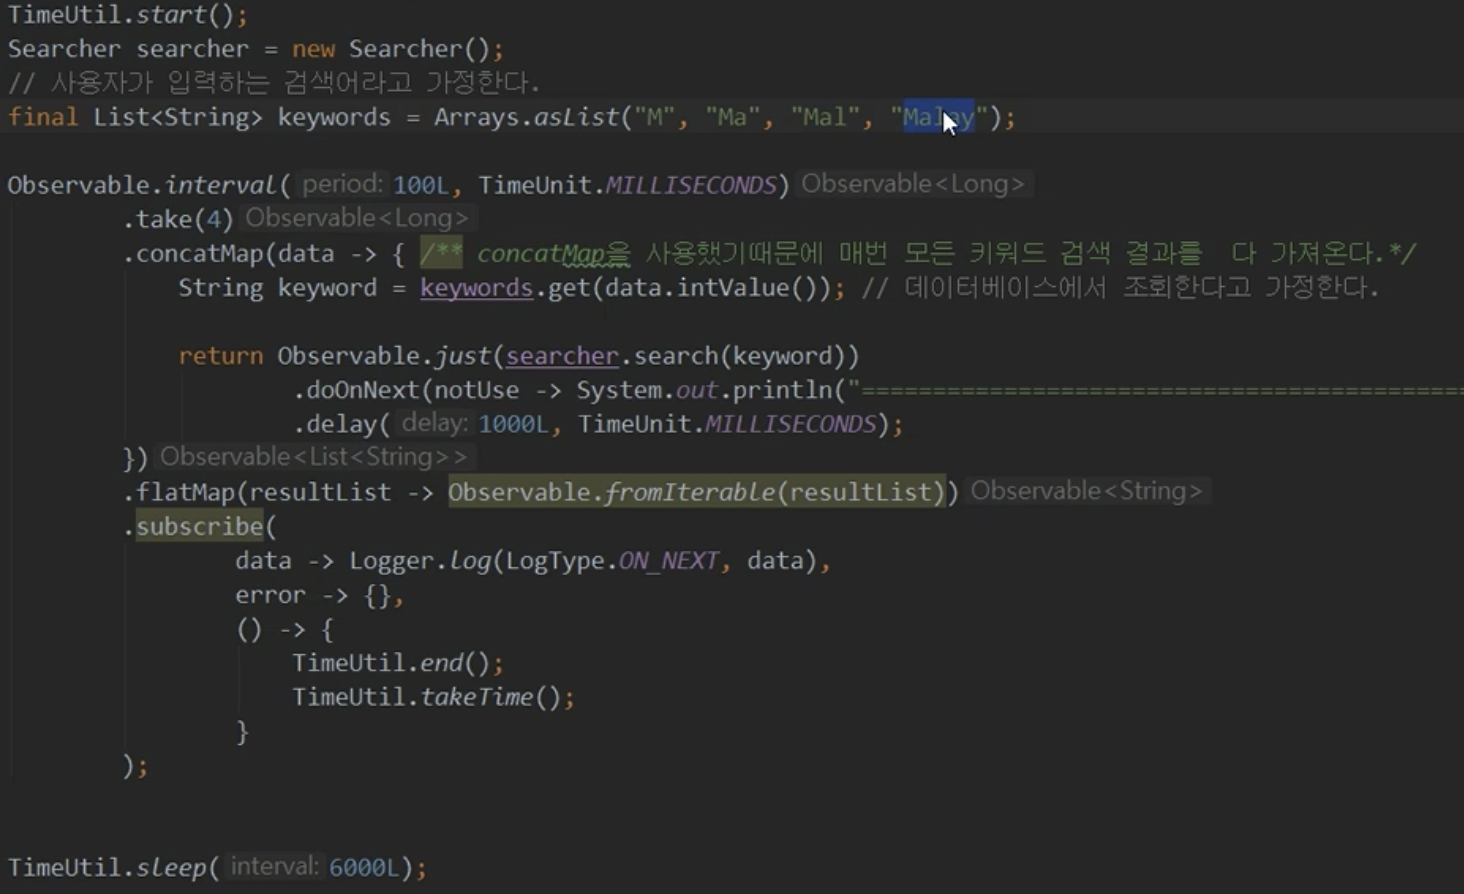 TimeUtil.start();
Searcher searcher = new Searcher();
// 사용자가 입력하는 검색어라고 가정한다.
final List<String> keywords = Arrays.asList("M", "Ma", "Mal", "Malay");
Observable.interval( period: 100L, TimeUnit.MILLISECONDS) Observable<Long>
.take(4) Observable<Long>
.concatMap(data -> { /** concatMap을 사용했기때문에 매번 모든 키워드 검색 결과를 다 가져온다.*/
String keyword = keywords.get(data.intValue()); // 데이터베이스에서 조회한다고 가정한다.
return Observable.just(searcher.search(keyword))
.doOnNext(notUse -> System.out.println("===========================================
.delay( delay: 1000L, TimeUnit.MILLISECONDS);
}) Observable<List<String>>
.flatMap(resultList -> Observable.fromIterable(resultList)) Observable<String>
.subscribe(
data -> Logger.log(LogType.ON_NEXT, data),
error -> {},
() -> {
TimeUtil.end();
TimeUtil.takeTime();
}
);
TimeUtil.sleep( interval: 6000L);